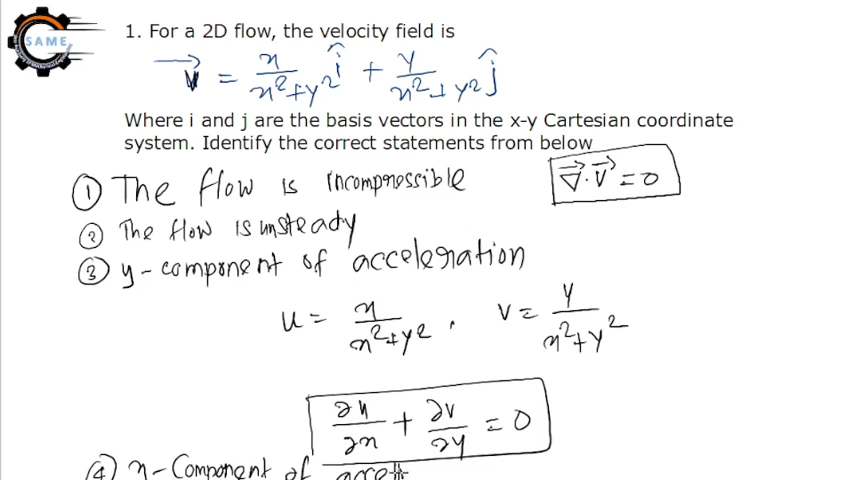 SAME
1. For a 2D flow, the velocity field is
V = x/(x²+y²) î + y/(x²+y²) ĵ
Where i and j are the basis vectors in the x-y Cartesian coordinate
system. Identify the correct statements from below
① The flow is incompressible
∇·V = 0
② The flow is unsteady
③ y-component of acceleration
u = x/(x²+y²) , v = y/(x²+y²)
∂u/∂x + ∂v/∂y = 0
④ x-Component of acce